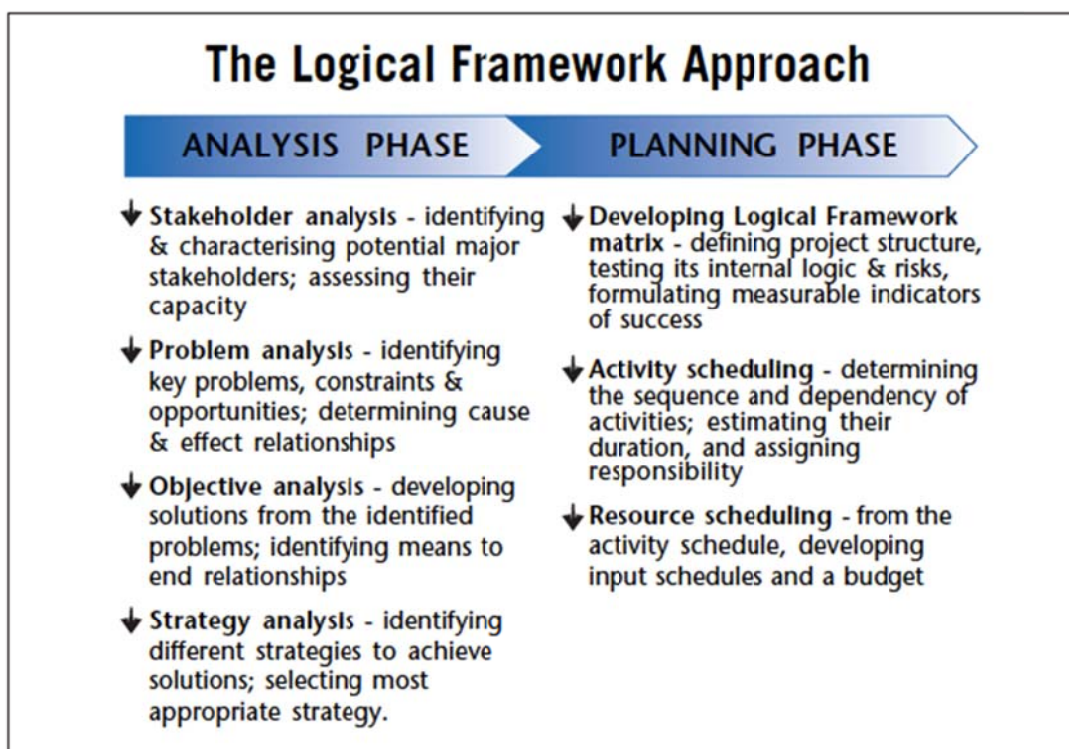 The Logical Framework Approach
ANALYSIS PHASE
PLANNING PHASE
Stakeholder analysis - identifying
& characterising potential major
stakeholders; assessing their
capacity
Problem analysis - identifying
key problems, constraints &
opportunities; determining cause
& effect relationships
Objective analysis - developing
solutions from the identified
problems; identifying means to
end relationships
Strategy analysis - identifying
different strategies to achieve
solutions; selecting most
appropriate strategy.
Developing Logical Framework
matrix - defining project structure,
testing its internal logic & risks,
formulating measurable indicators
of success
Activity scheduling - determining
the sequence and dependency of
activities; estimating their
duration, and assigning
responsibility
Resource scheduling - from the
activity schedule, developing
input schedules and a budget